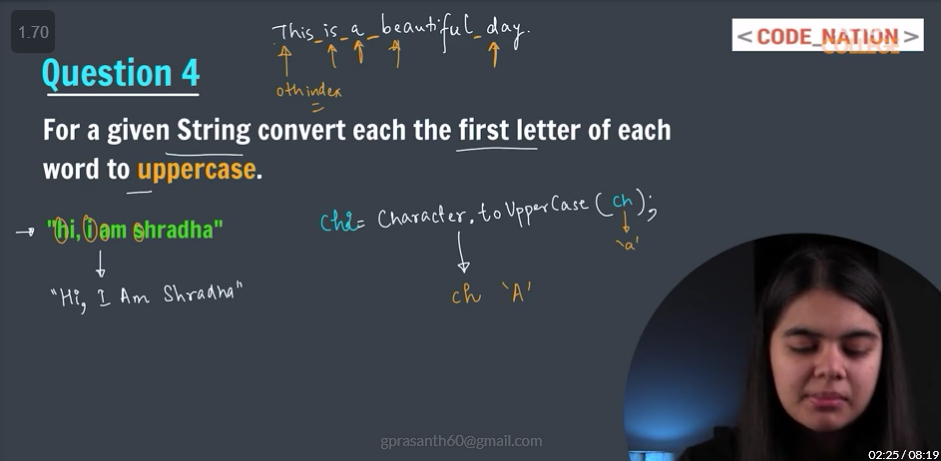 1.70
This_is_a_beautiful_day.
< CODE_NATION >
Question 4
0th index
For a given String convert each the first letter of each
word to uppercase.
"hi, i am shradha"
ch2= Character.toUpperCase(ch);
'a'
"Hi, I Am Shradha"
ch 'A'
gprasanth60@gmail.com
02:25 / 08:19